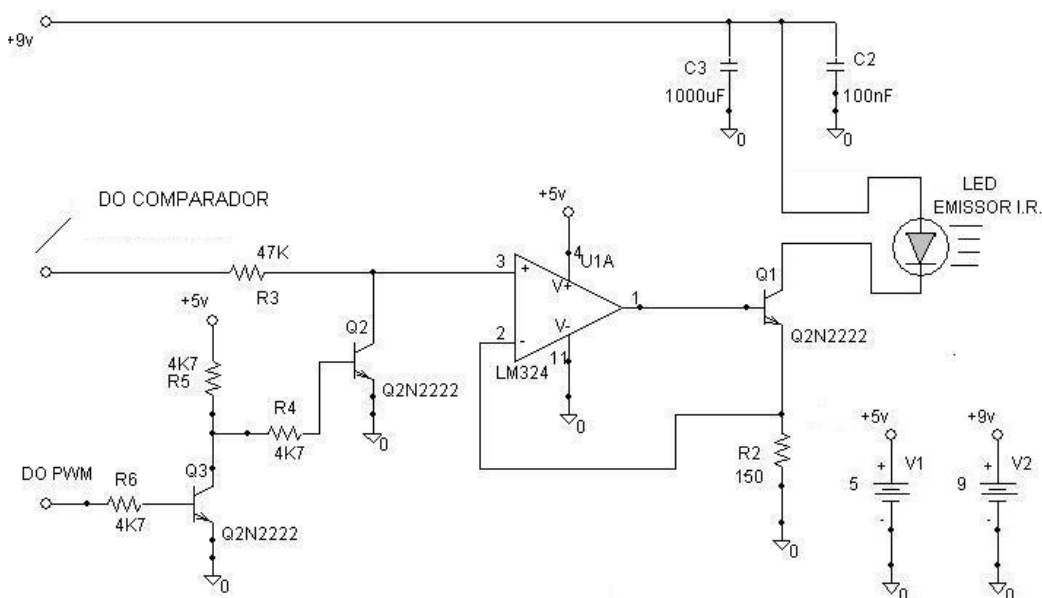 +9v
C3
1000uF
0
C2
100nF
0
DO COMPARADOR
LED
EMISSOR I.R.
+5v
47K
R3
3
+
4
U1A
V+
1
Q1
Q2N2222
2
-
V-
11
LM324
0
+5v
4K7
R5
Q2
Q2N2222
0
R4
4K7
DO PWM
R6
4K7
Q3
Q2N2222
0
R2
150
0
+5v
+
V1
5
-
0
+9v
+
V2
9
-
0